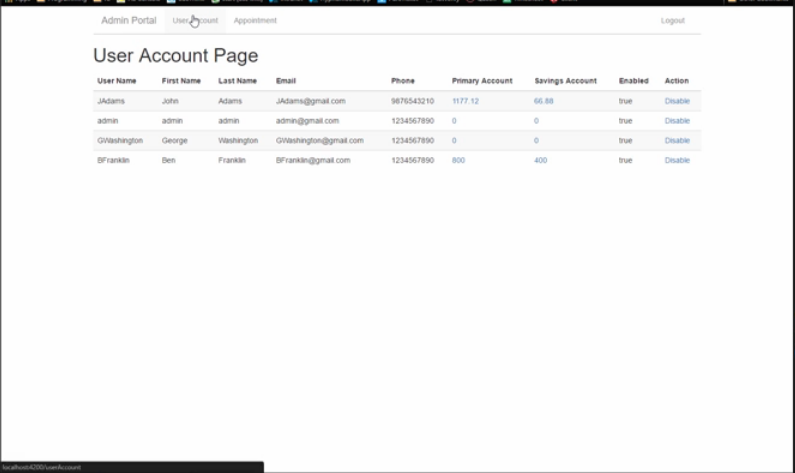 Admin Portal User Account Appointment Logout
User Account Page
User Name First Name Last Name Email Phone Primary Account Savings Account Enabled Action
JAdams John Adams JAdams@gmail.com 9876543210 1177.12 66.88 true Disable
admin admin admin admin@gmail.com 1234567890 0 0 true Disable
GWashington George Washington GWashington@gmail.com 1234567890 0 0 true Disable
BFranklin Ben Franklin BFranklin@gmail.com 1234567890 800 400 true Disable
localhost:4200/userAccount